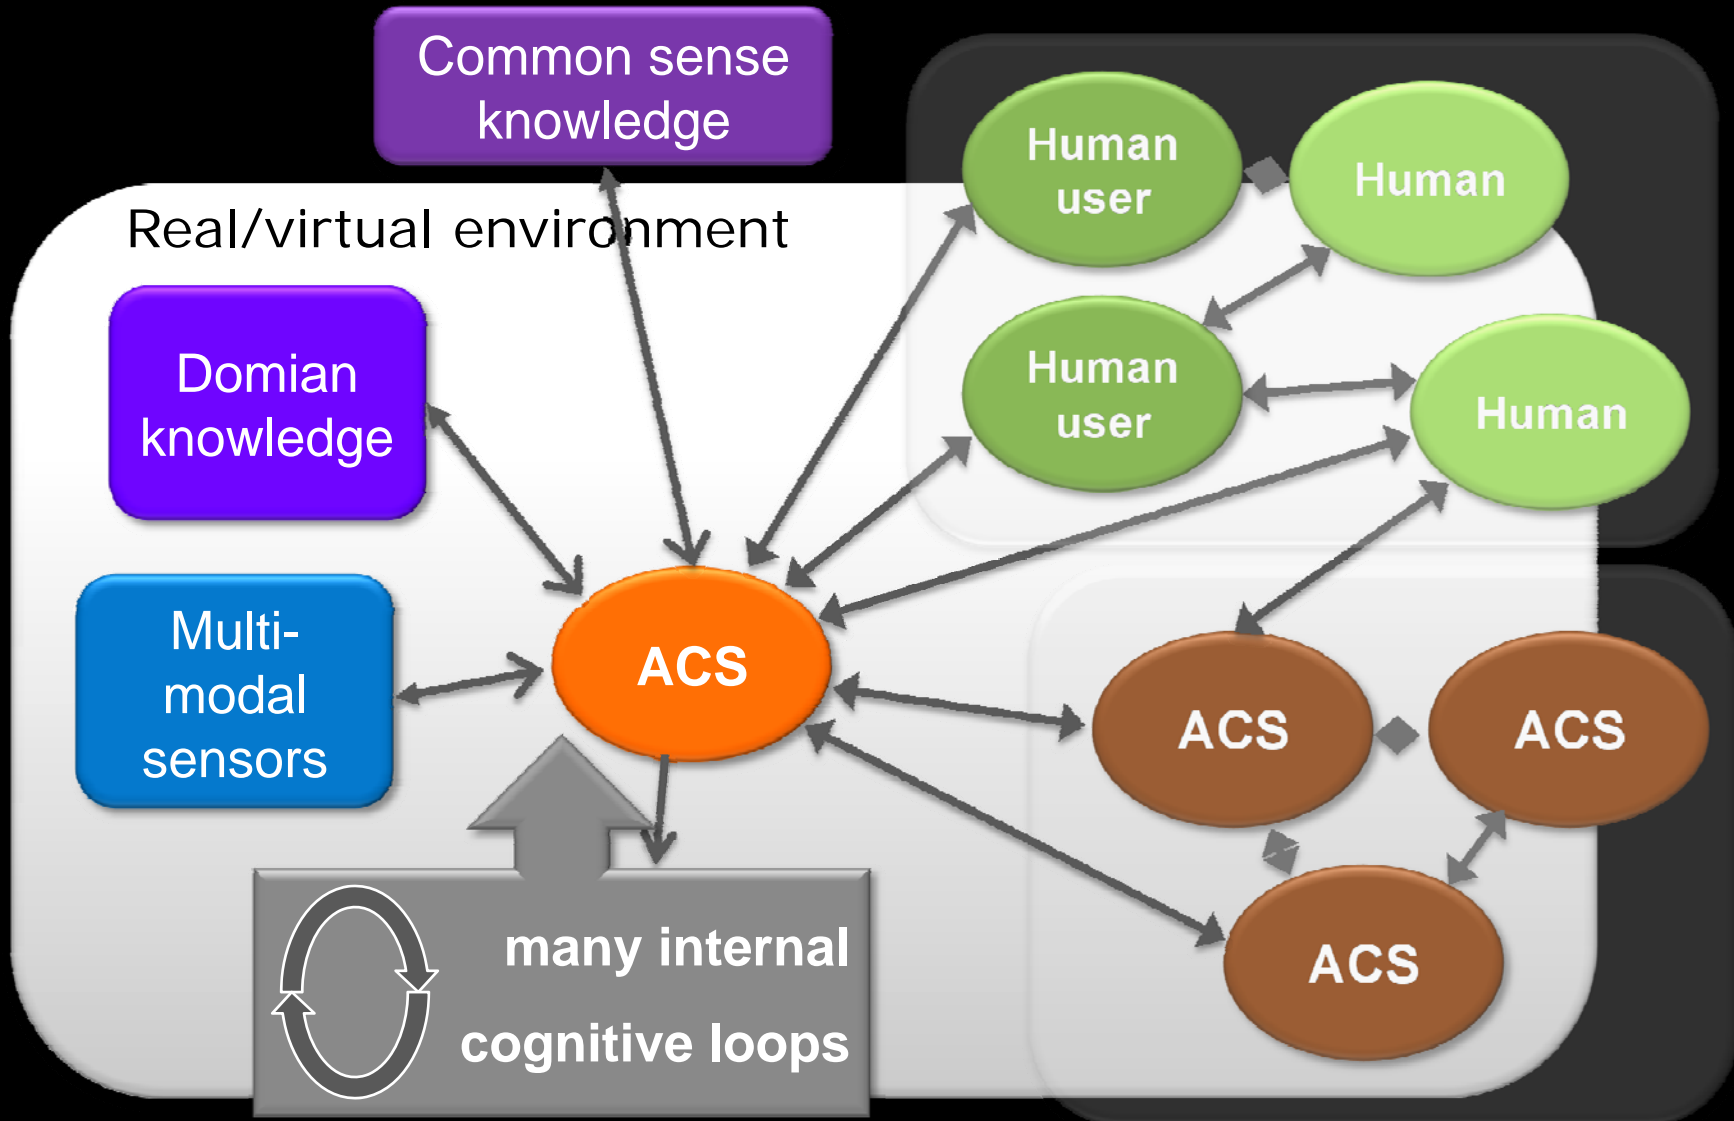 Common sense
knowledge
Real/virtual environment
Human
user
Human
Domian
knowledge
Human
user
Human
Multi-
modal
sensors
ACS
ACS
ACS
ACS
many internal
cognitive loops